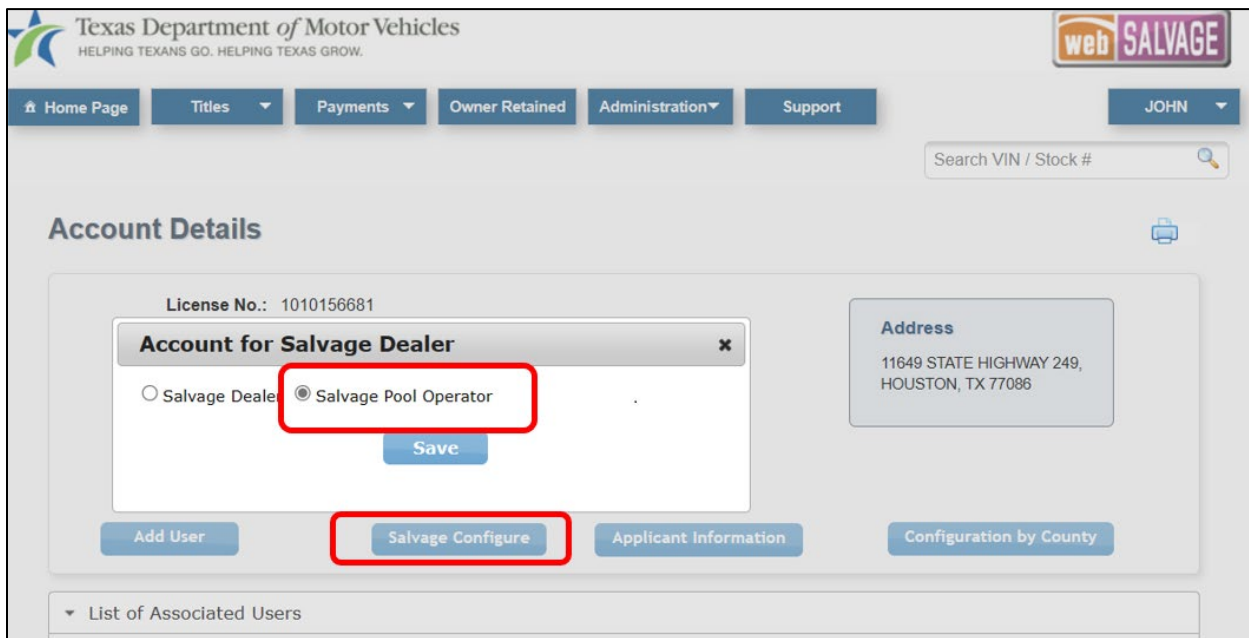 Texas Department of Motor Vehicles
HELPING TEXANS GO. HELPING TEXAS GROW.
web SALVAGE
Home Page Titles Payments Owner Retained Administration Support JOHN
Search VIN / Stock #
Account Details
License No.: 1010156681
Account for Salvage Dealer
Salvage Dealer Salvage Pool Operator .
Save
Address
11649 STATE HIGHWAY 249,
HOUSTON, TX 77086
Add User Salvage Configure Applicant Information Configuration by County
List of Associated Users